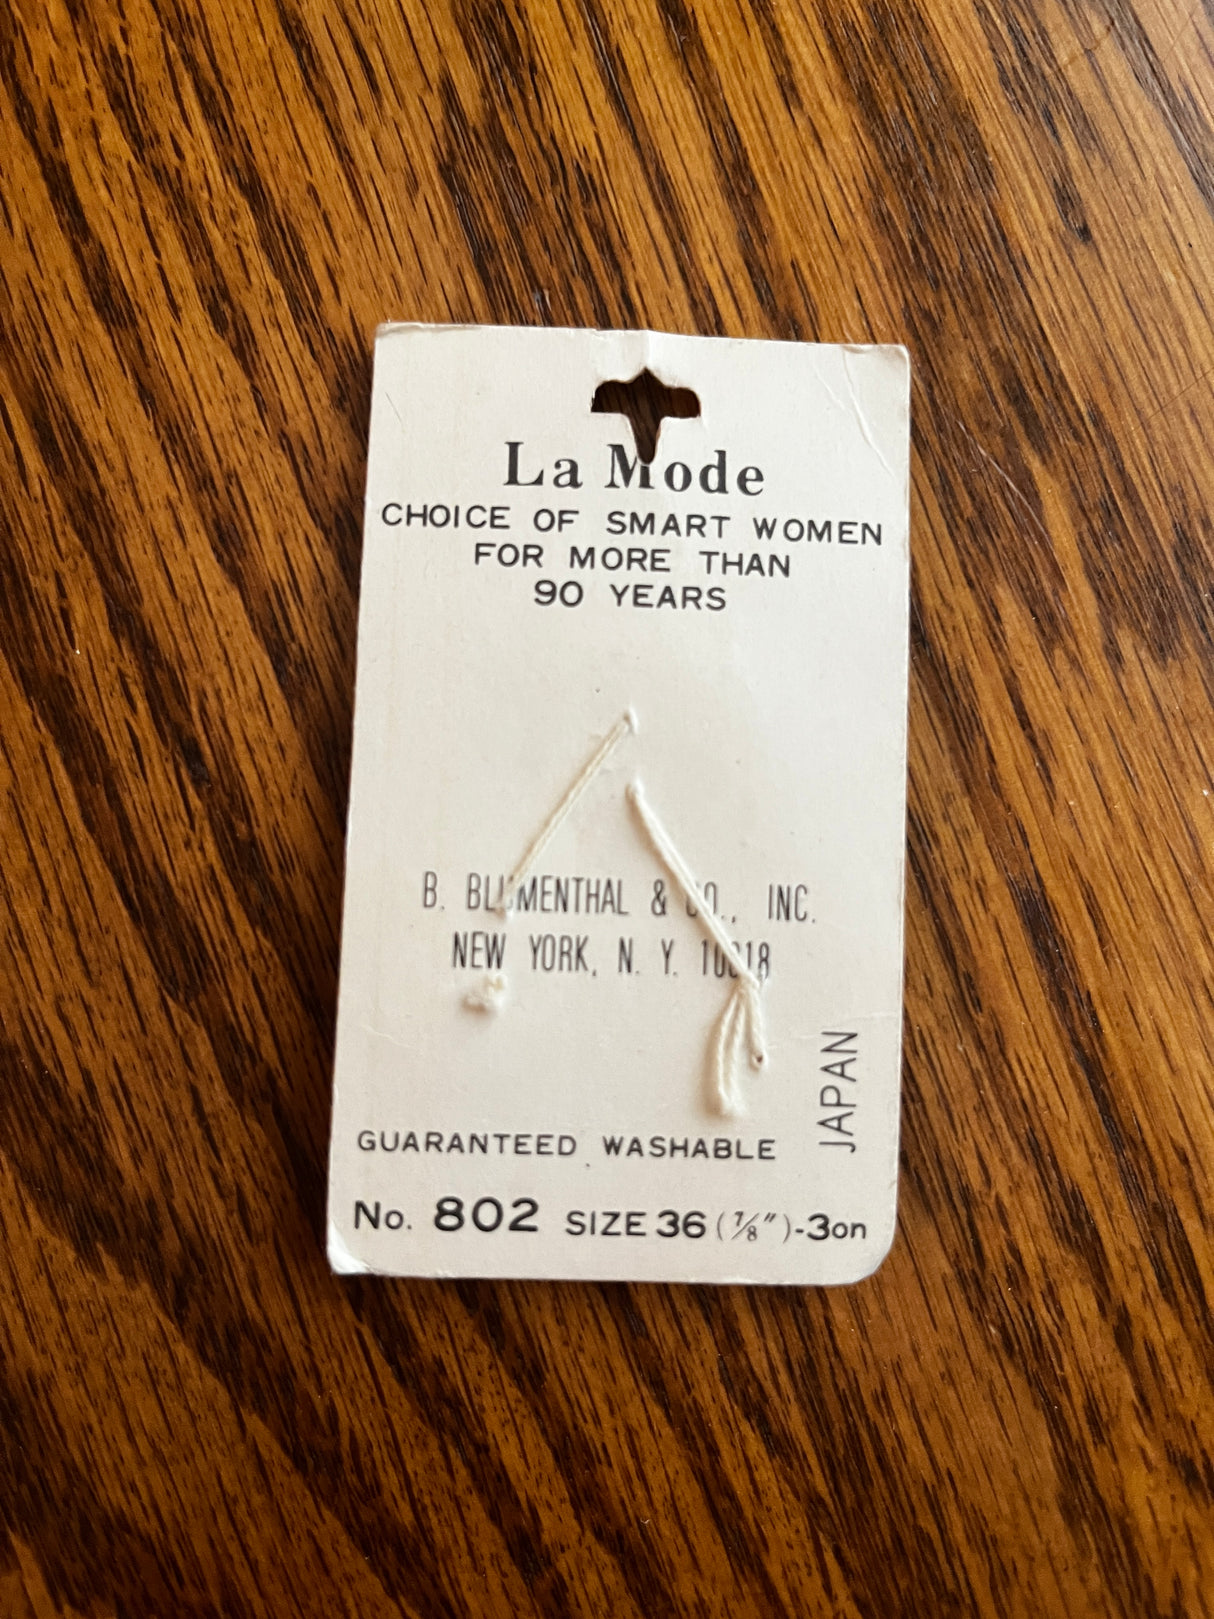 La Mode
CHOICE OF SMART WOMEN
FOR MORE THAN
90 YEARS
B. BLUMENTHAL & CO., INC.
NEW YORK, N. Y. 10018
JAPAN
GUARANTEED WASHABLE
No. 802 SIZE 36 (7/8″)-3on